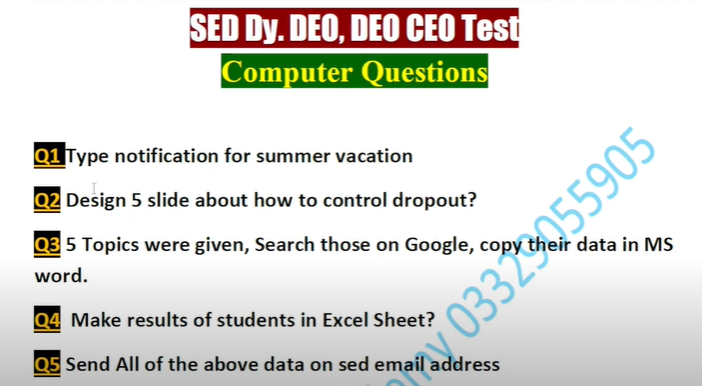 SED Dy. DEO, DEO CEO Test
Computer Questions
Q1 Type notification for summer vacation
Q2 Design 5 slide about how to control dropout?
Q3 5 Topics were given, Search those on Google, copy their data in MS
word.
Q4 Make results of students in Excel Sheet?
Q5 Send All of the above data on sed email address
03329055905